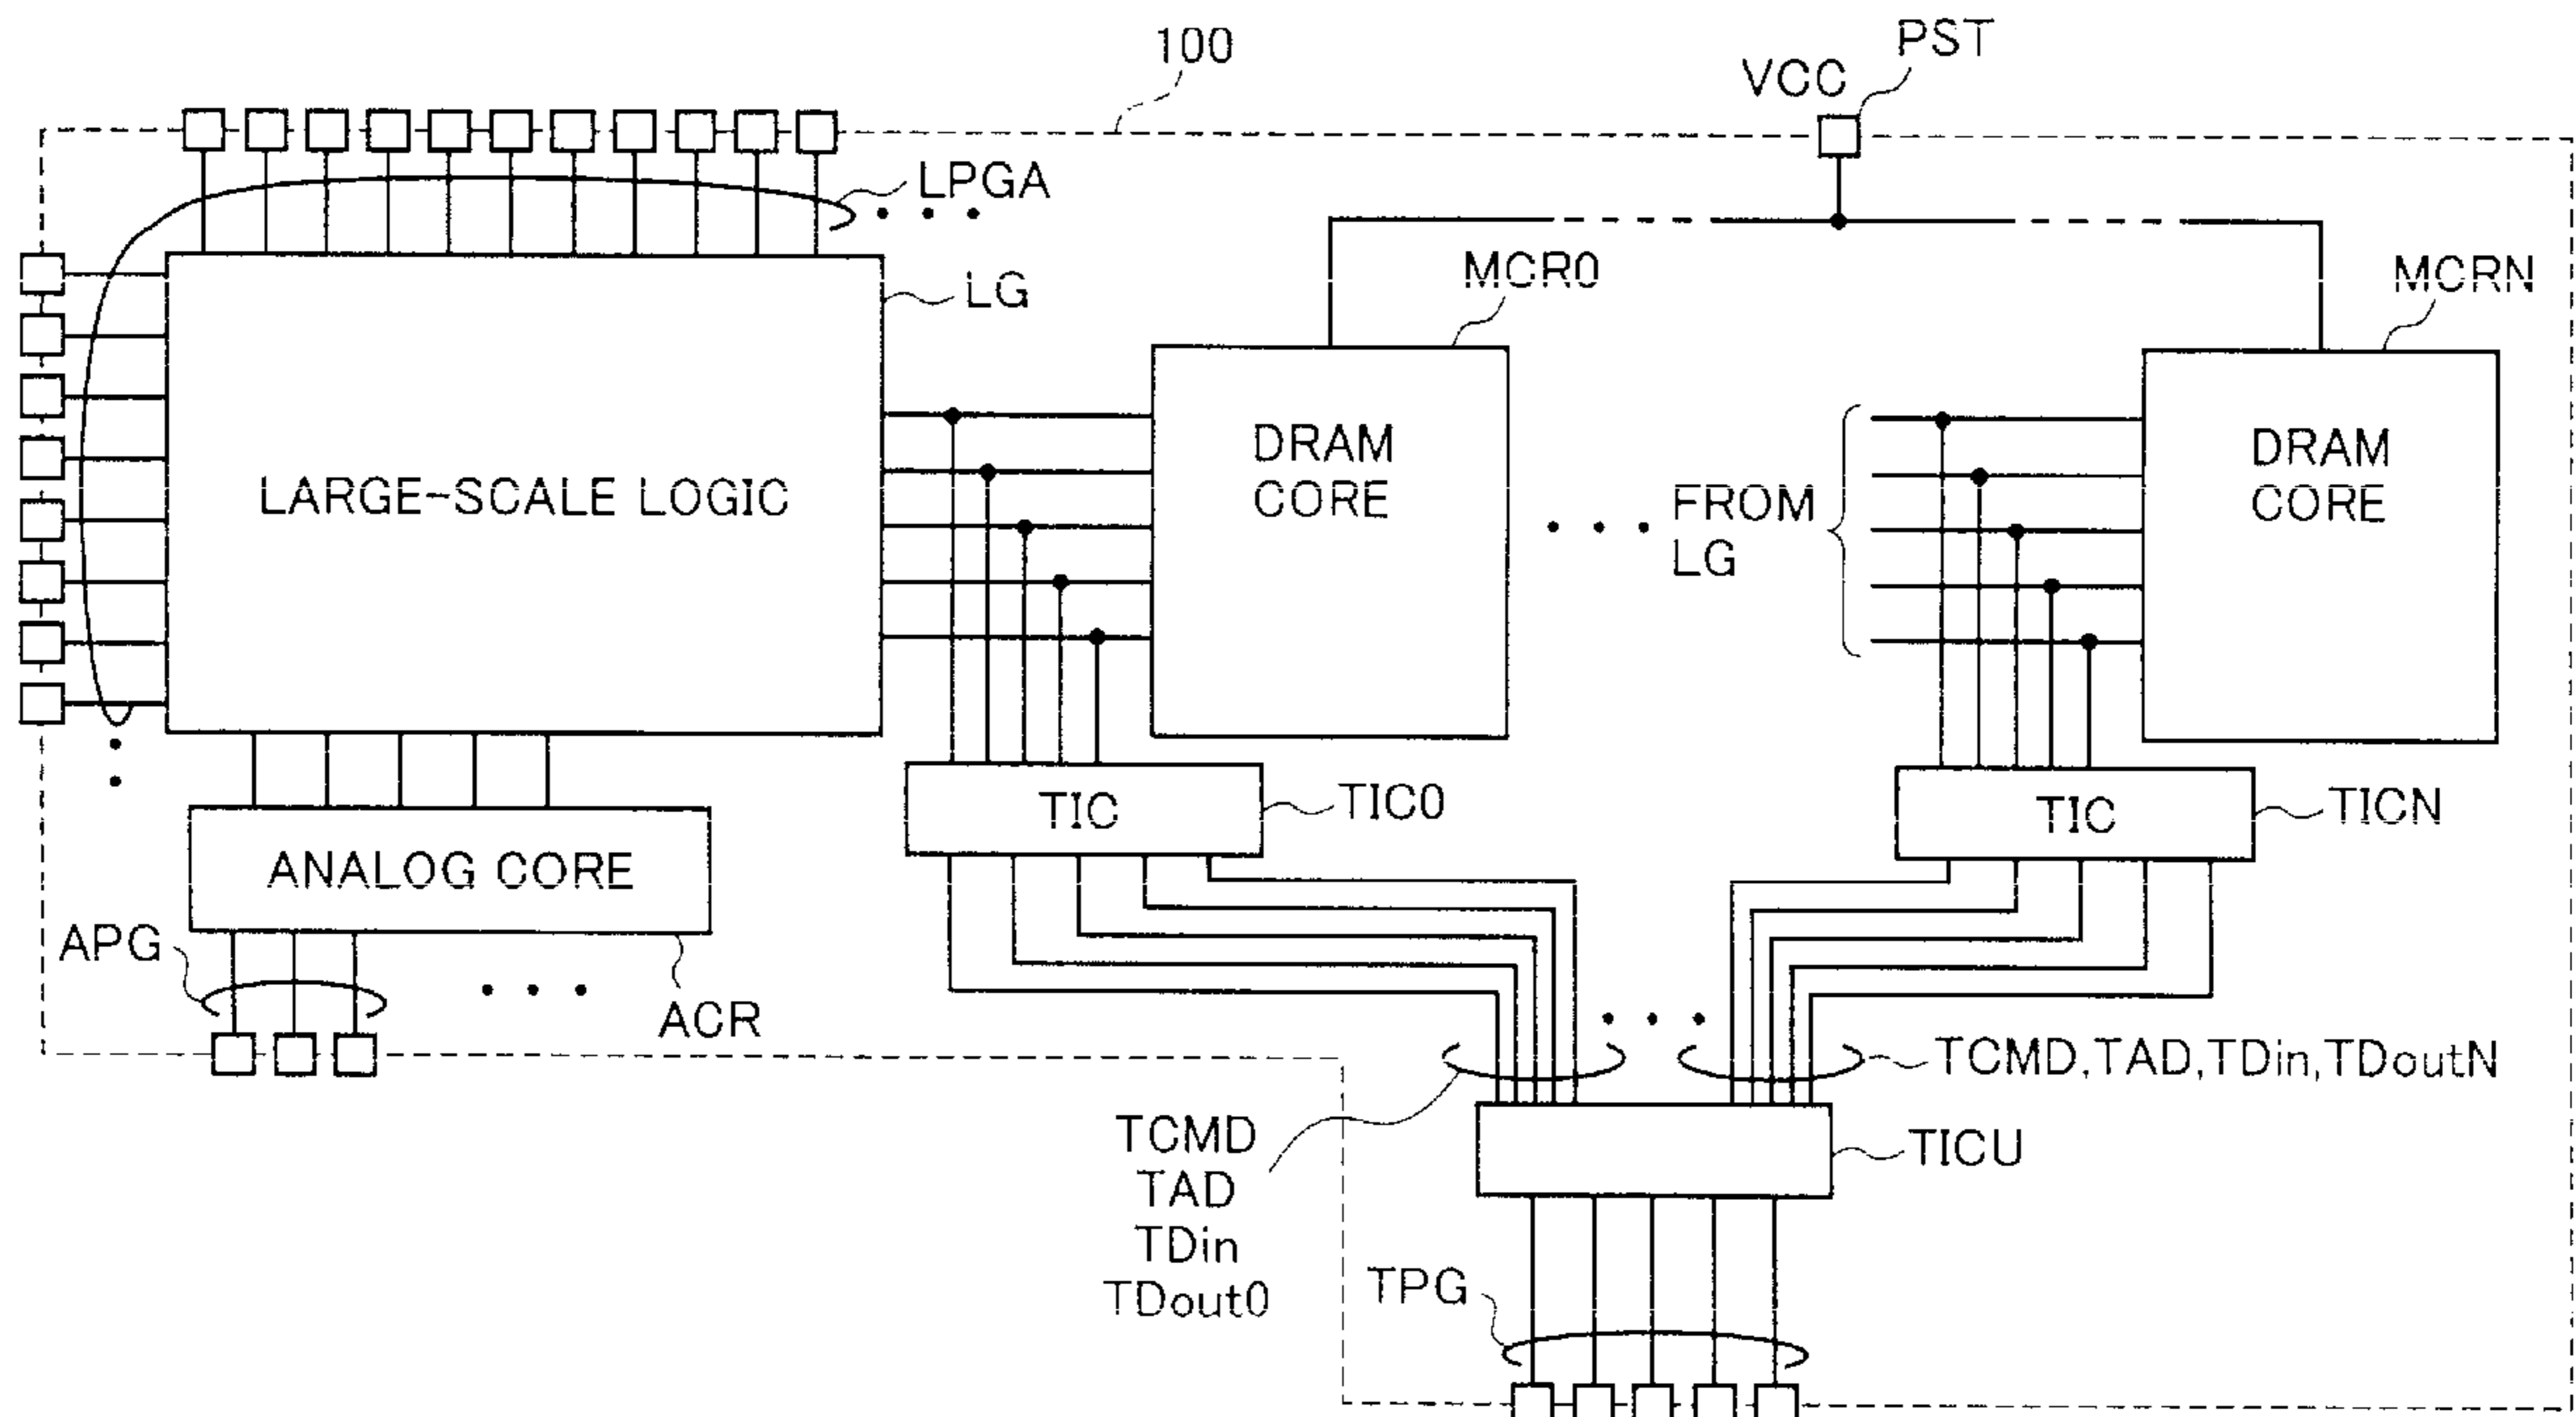 100
PST
VCC
LPGA
LG
MCR0
MCRN
LARGE-SCALE LOGIC
DRAM
CORE
FROM
LG
DRAM
CORE
TIC
TIC0
TIC
TICN
ANALOG CORE
APG
ACR
TCMD,TAD,TDin,TDoutN
TCMD
TAD
TDin
TDout0
TICU
TPG